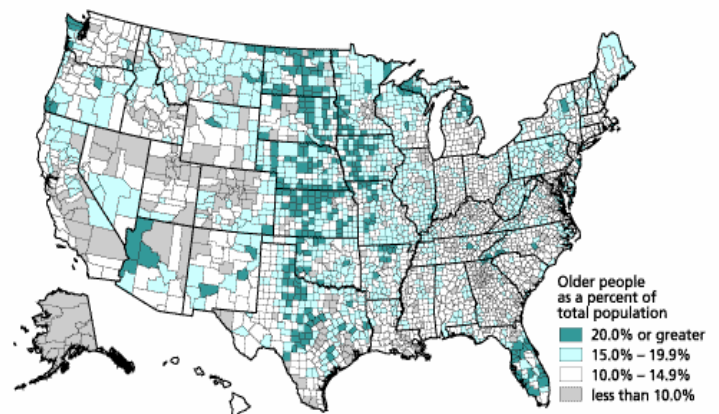 Older people
as a percent of
total population
20.0% or greater
15.0% – 19.9%
10.0% – 14.9%
less than 10.0%